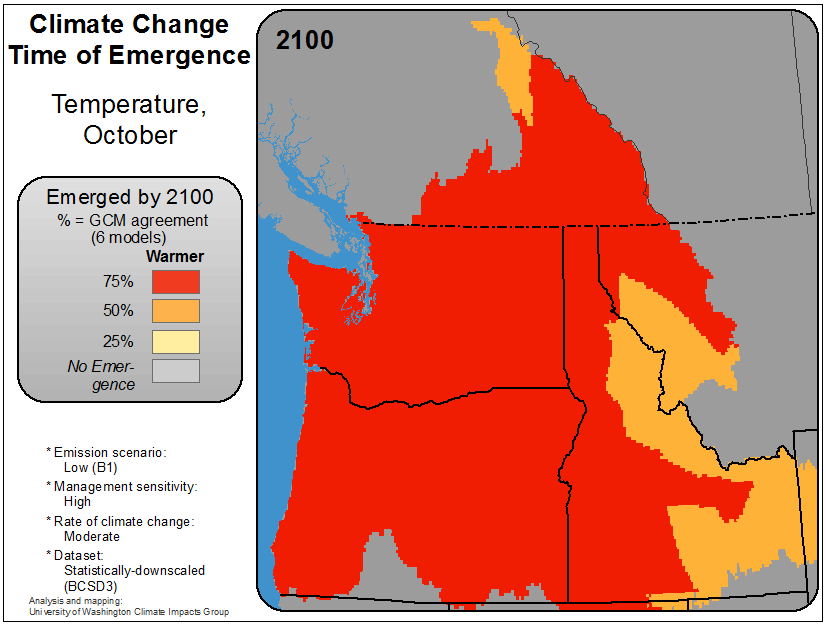 Climate Change
Time of Emergence
Temperature,
October
Emerged by 2100
% = GCM agreement
(6 models)
Warmer
75%
50%
25%
No Emer-
gence
* Emission scenario:
Low (B1)
* Management sensitivity:
High
* Rate of climate change:
Moderate
* Dataset:
Statistically-downscaled
(BCSD3)
Analysis and mapping:
University of Washington Climate Impacts Group
2100